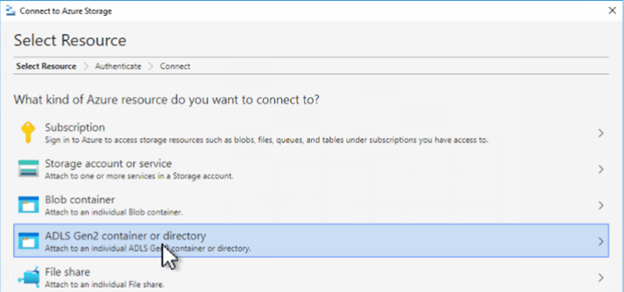 Connect to Azure Storage
Select Resource
Select Resource > Authenticate > Connect
What kind of Azure resource do you want to connect to?
Subscription
Sign in to Azure to access storage resources such as blobs, files, queues, and tables under subscriptions you have access to.
Storage account or service
Attach to one or more services in a Storage account.
Blob container
Attach to an individual Blob container.
ADLS Gen2 container or directory
Attach to an individual ADLS Gen2 container or directory.
File share
Attach to an individual File share.